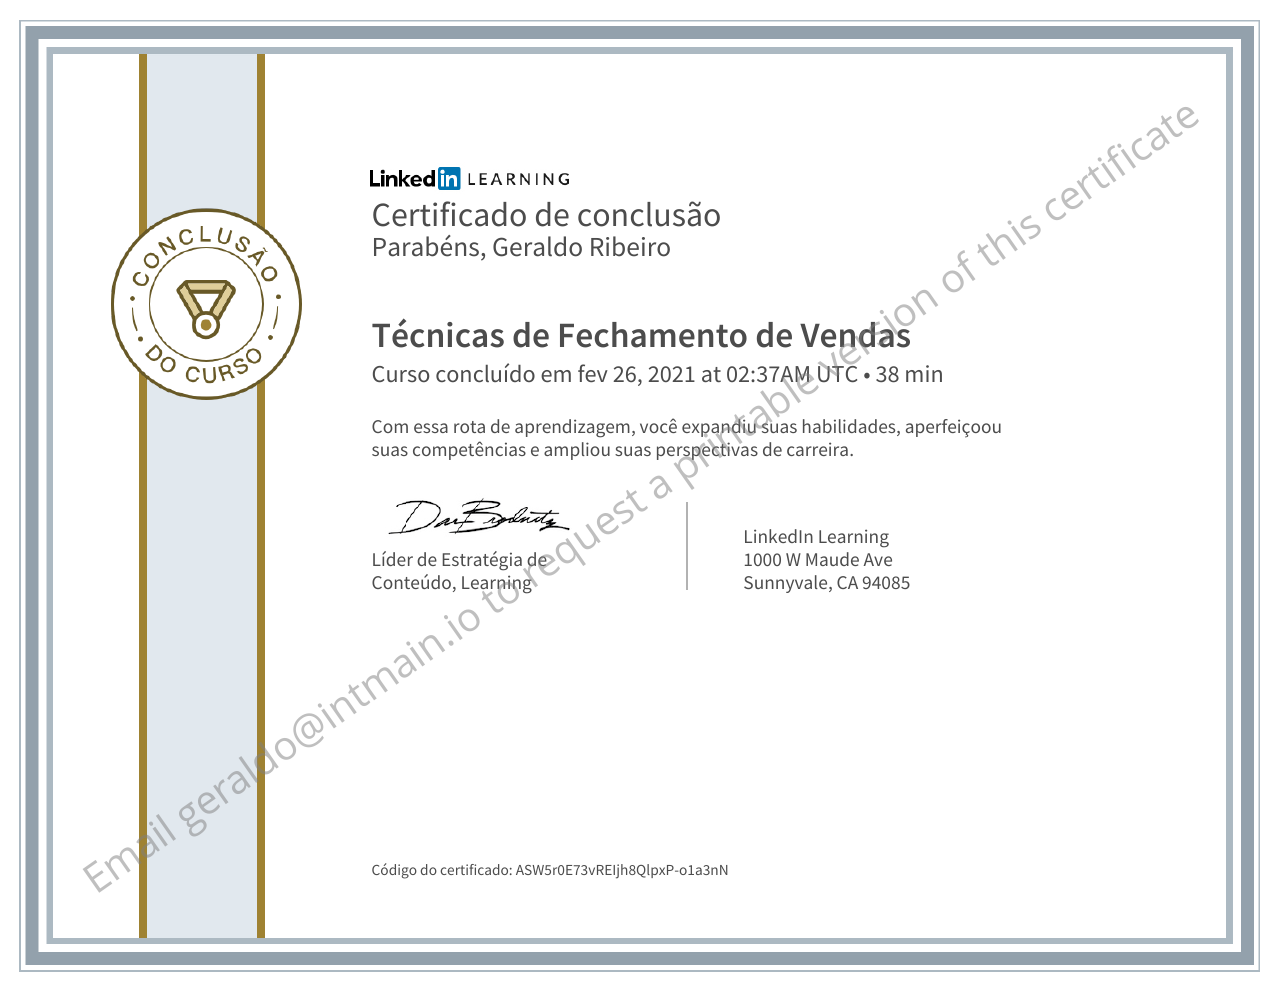 LinkedIn LEARNING
Certificado de conclusão
Parabéns, Geraldo Ribeiro
• CONCLUSÃO •
• DO CURSO •
Técnicas de Fechamento de Vendas
Curso concluído em fev 26, 2021 at 02:37AM UTC • 38 min
Com essa rota de aprendizagem, você expandiu suas habilidades, aperfeiçoou
suas competências e ampliou suas perspectivas de carreira.
Líder de Estratégia de
Conteúdo, Learning
LinkedIn Learning
1000 W Maude Ave
Sunnyvale, CA 94085
Código do certificado: ASW5r0E73vREIjh8QlpxP-o1a3nN
Email geraldo@intmain.io to request a printable version of this certificate